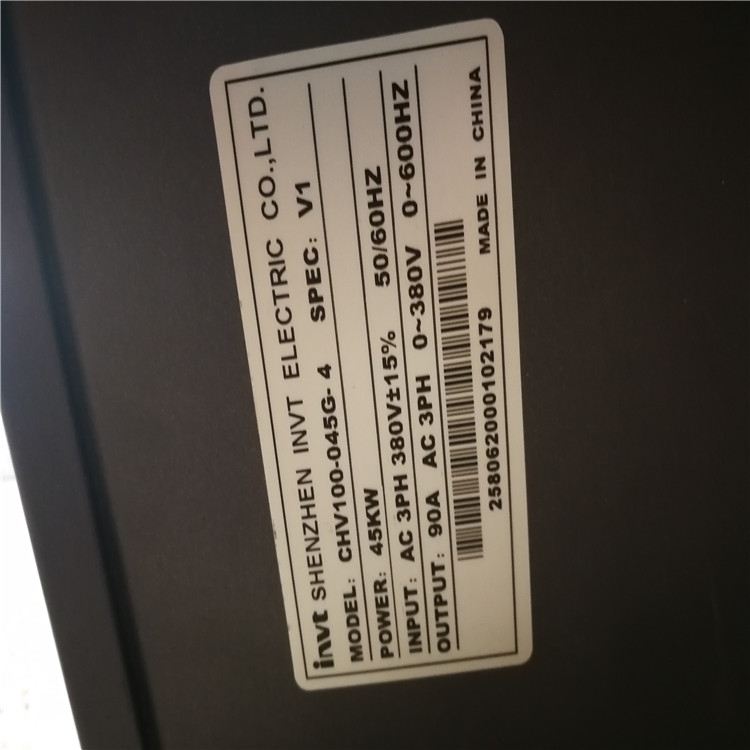 invt SHENZHEN INVT ELECTRIC CO.,LTD.
MODEL: CHV100-045G-4 SPEC: V1
POWER: 45KW
INPUT: AC 3PH 380V±15% 50/60HZ
OUTPUT: 90A AC 3PH 0~380V 0~600HZ
258062000102179 MADE IN CHINA